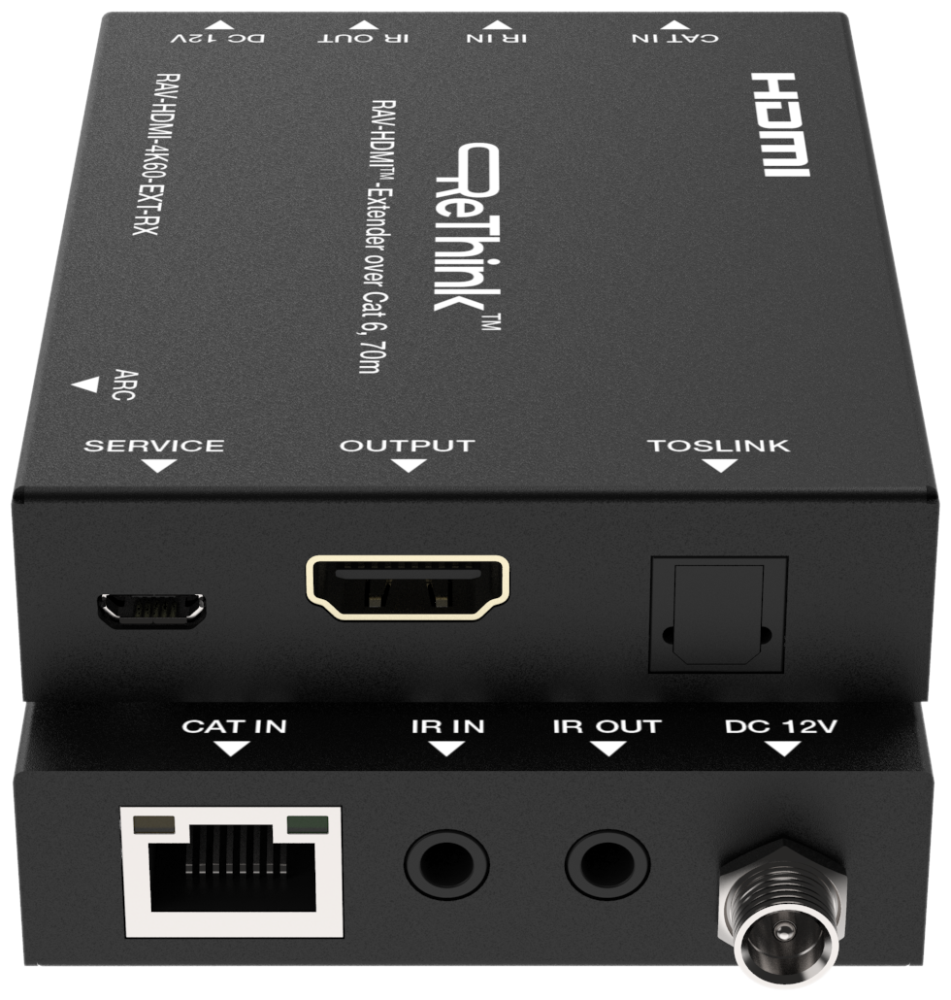 DC 12V
IR OUT
IR IN
CAT IN
HDMI
ReThink™
RAV-HDMI™-Extender over Cat 6, 70m
RAV-HDMI-4K60-EXT-RX
ARC
SERVICE
OUTPUT
TOSLINK
CAT IN
IR IN
IR OUT
DC 12V